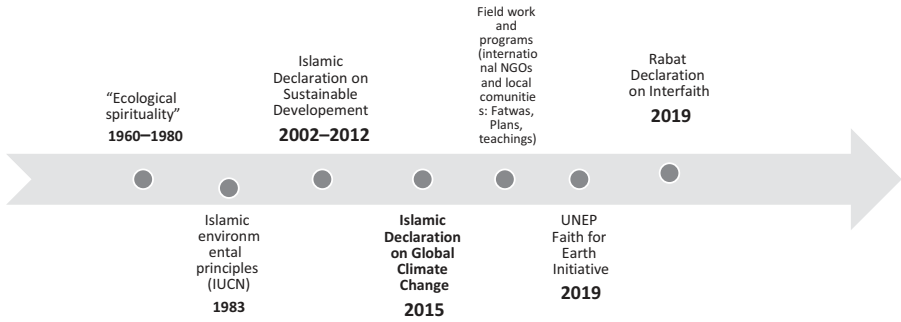 “Ecological
spirituality”
1960–1980
Islamic
environm
ental
principles
(IUCN)
1983
Islamic
Declaration on
Sustainable
Developement
2002–2012
Islamic
Declaration
on Global
Climate
Change
2015
Field work
and
programs
(internatio
nal NGOs
and local
comunitie
s: Fatwas,
Plans,
teachings)
UNEP
Faith for
Earth
Initiative
2019
Rabat
Declaration
on Interfaith
2019